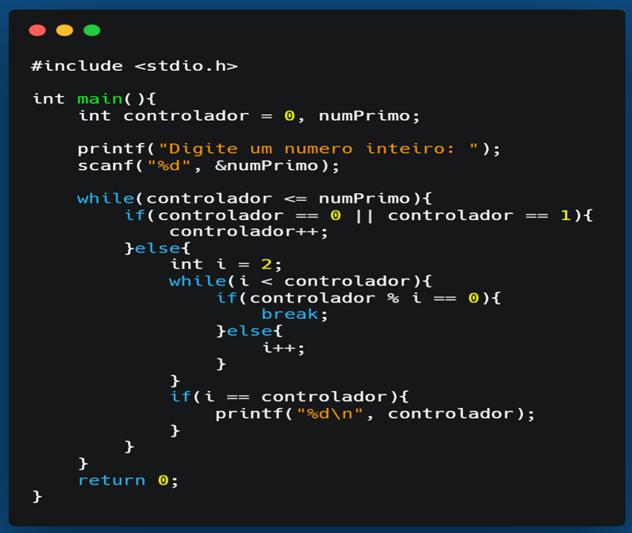 #include <stdio.h>

int main(){
    int controlador = 0, numPrimo;

    printf("Digite um numero inteiro: ");
    scanf("%d", &numPrimo);

    while(controlador <= numPrimo){
        if(controlador == 0 || controlador == 1){
            controlador++;
        }else{
            int i = 2;
            while(i < controlador){
                if(controlador % i == 0){
                    break;
                }else{
                    i++;
                }
            }
            if(i == controlador){
                printf("%d\n", controlador);
            }
        }
    }
    return 0;
}